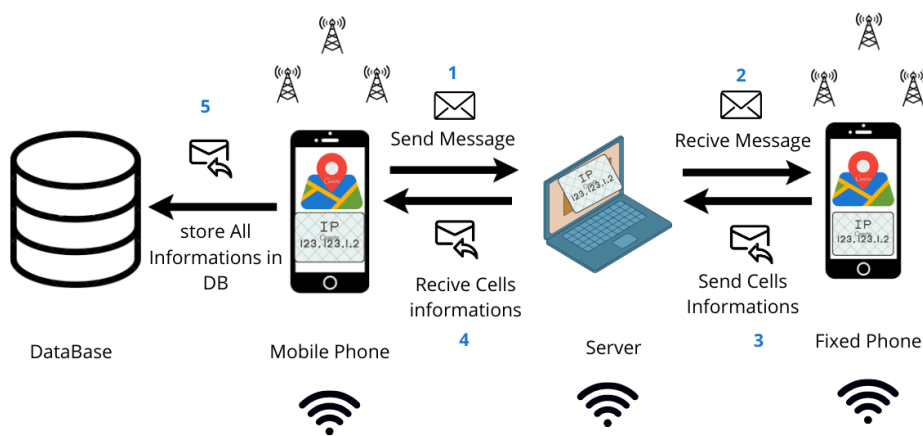 1
2
5
Send Message
Recive Message
IP
123.123.1.2
IP
123.123.1.2
IP
123.123.1.2
store All
Informations in
DB
Recive Cells
informations
Send Cells
Informations
4
3
DataBase
Mobile Phone
Server
Fixed Phone